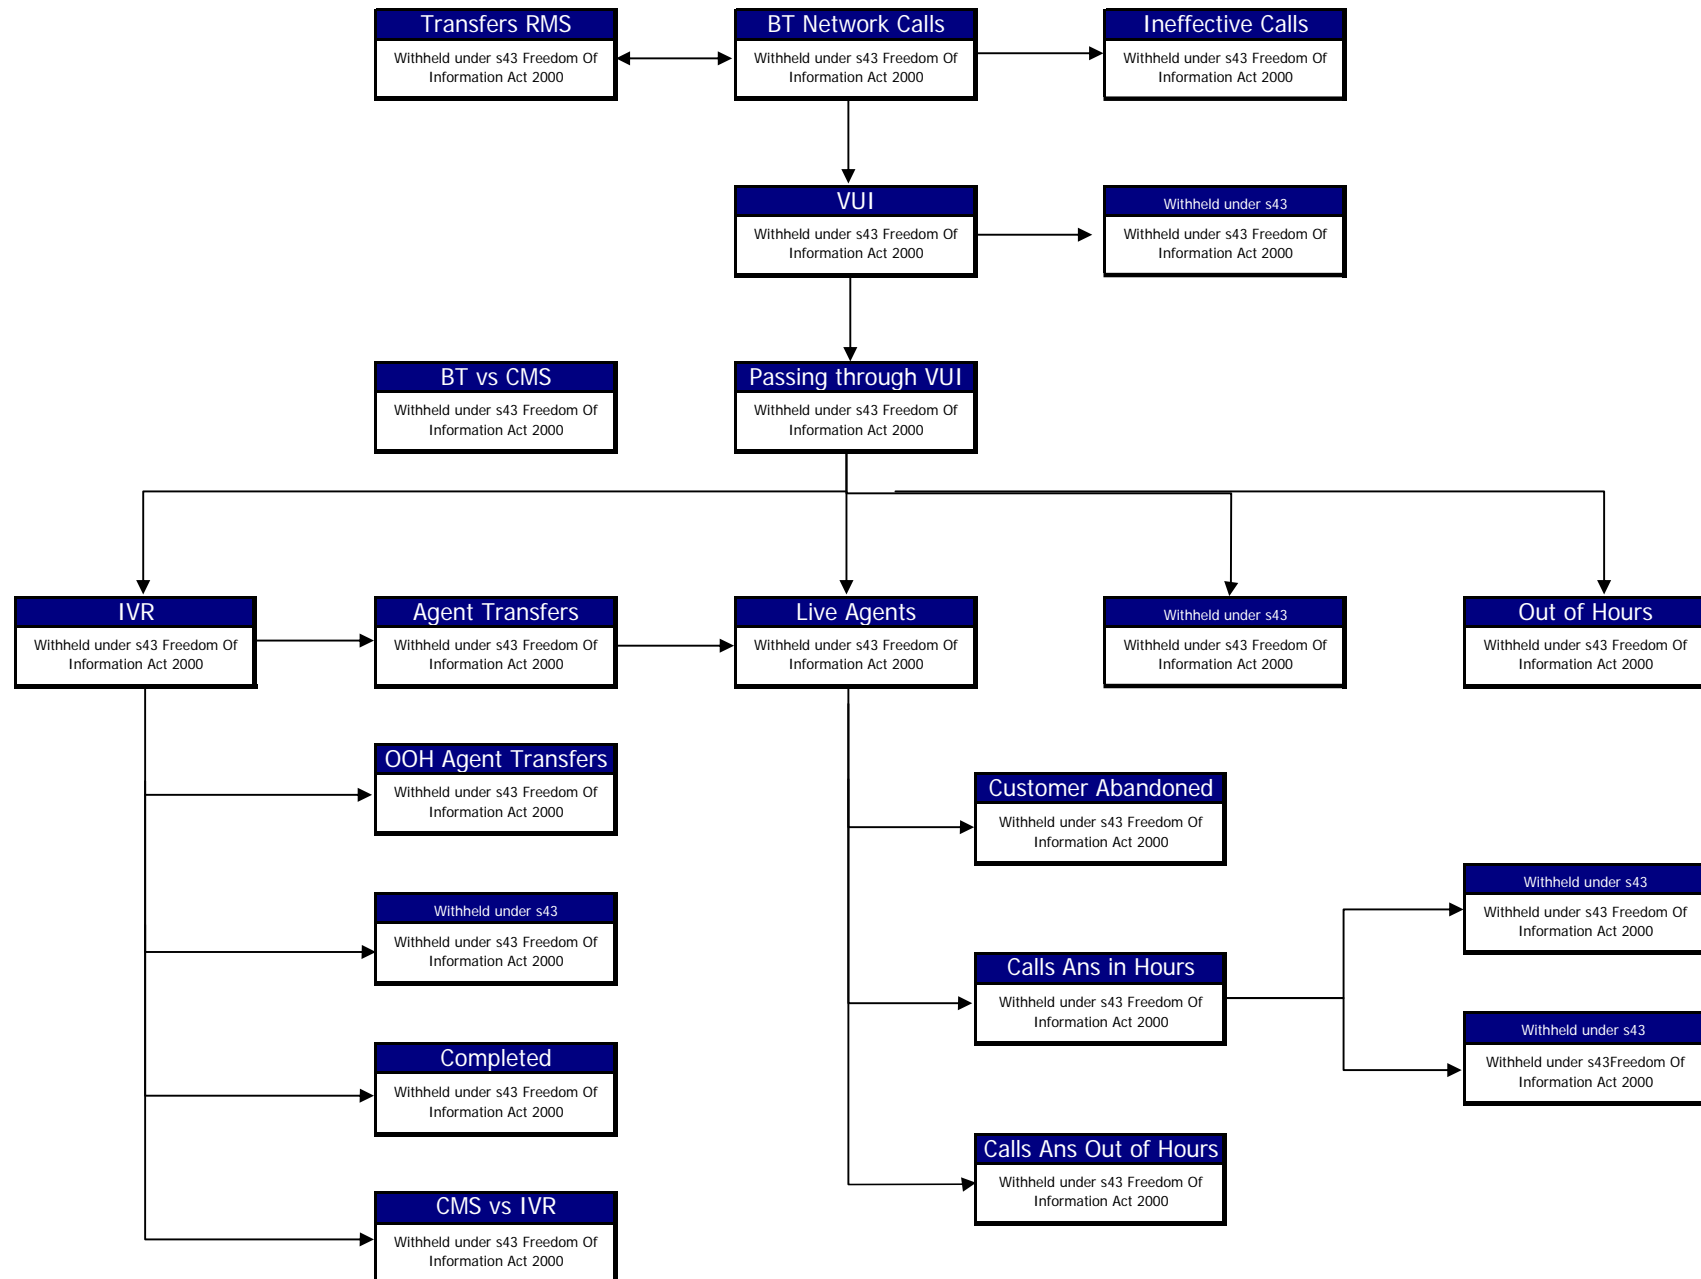 Transfers RMS
Withheld under s43 Freedom Of
Information Act 2000
BT Network Calls
Withheld under s43 Freedom Of
Information Act 2000
Ineffective Calls
Withheld under s43 Freedom Of
Information Act 2000
VUI
Withheld under s43 Freedom Of
Information Act 2000
Withheld under s43
Withheld under s43 Freedom Of
Information Act 2000
BT vs CMS
Withheld under s43 Freedom Of
Information Act 2000
Passing through VUI
Withheld under s43 Freedom Of
Information Act 2000
IVR
Withheld under s43 Freedom Of
Information Act 2000
Agent Transfers
Withheld under s43 Freedom Of
Information Act 2000
Live Agents
Withheld under s43 Freedom Of
Information Act 2000
Withheld under s43
Withheld under s43 Freedom Of
Information Act 2000
Out of Hours
Withheld under s43 Freedom Of
Information Act 2000
OOH Agent Transfers
Withheld under s43 Freedom Of
Information Act 2000
Customer Abandoned
Withheld under s43 Freedom Of
Information Act 2000
Withheld under s43
Withheld under s43 Freedom Of
Information Act 2000
Withheld under s43
Withheld under s43 Freedom Of
Information Act 2000
Calls Ans in Hours
Withheld under s43 Freedom Of
Information Act 2000
Withheld under s43
Withheld under s43Freedom Of
Information Act 2000
Completed
Withheld under s43 Freedom Of
Information Act 2000
Calls Ans Out of Hours
Withheld under s43 Freedom Of
Information Act 2000
CMS vs IVR
Withheld under s43 Freedom Of
Information Act 2000